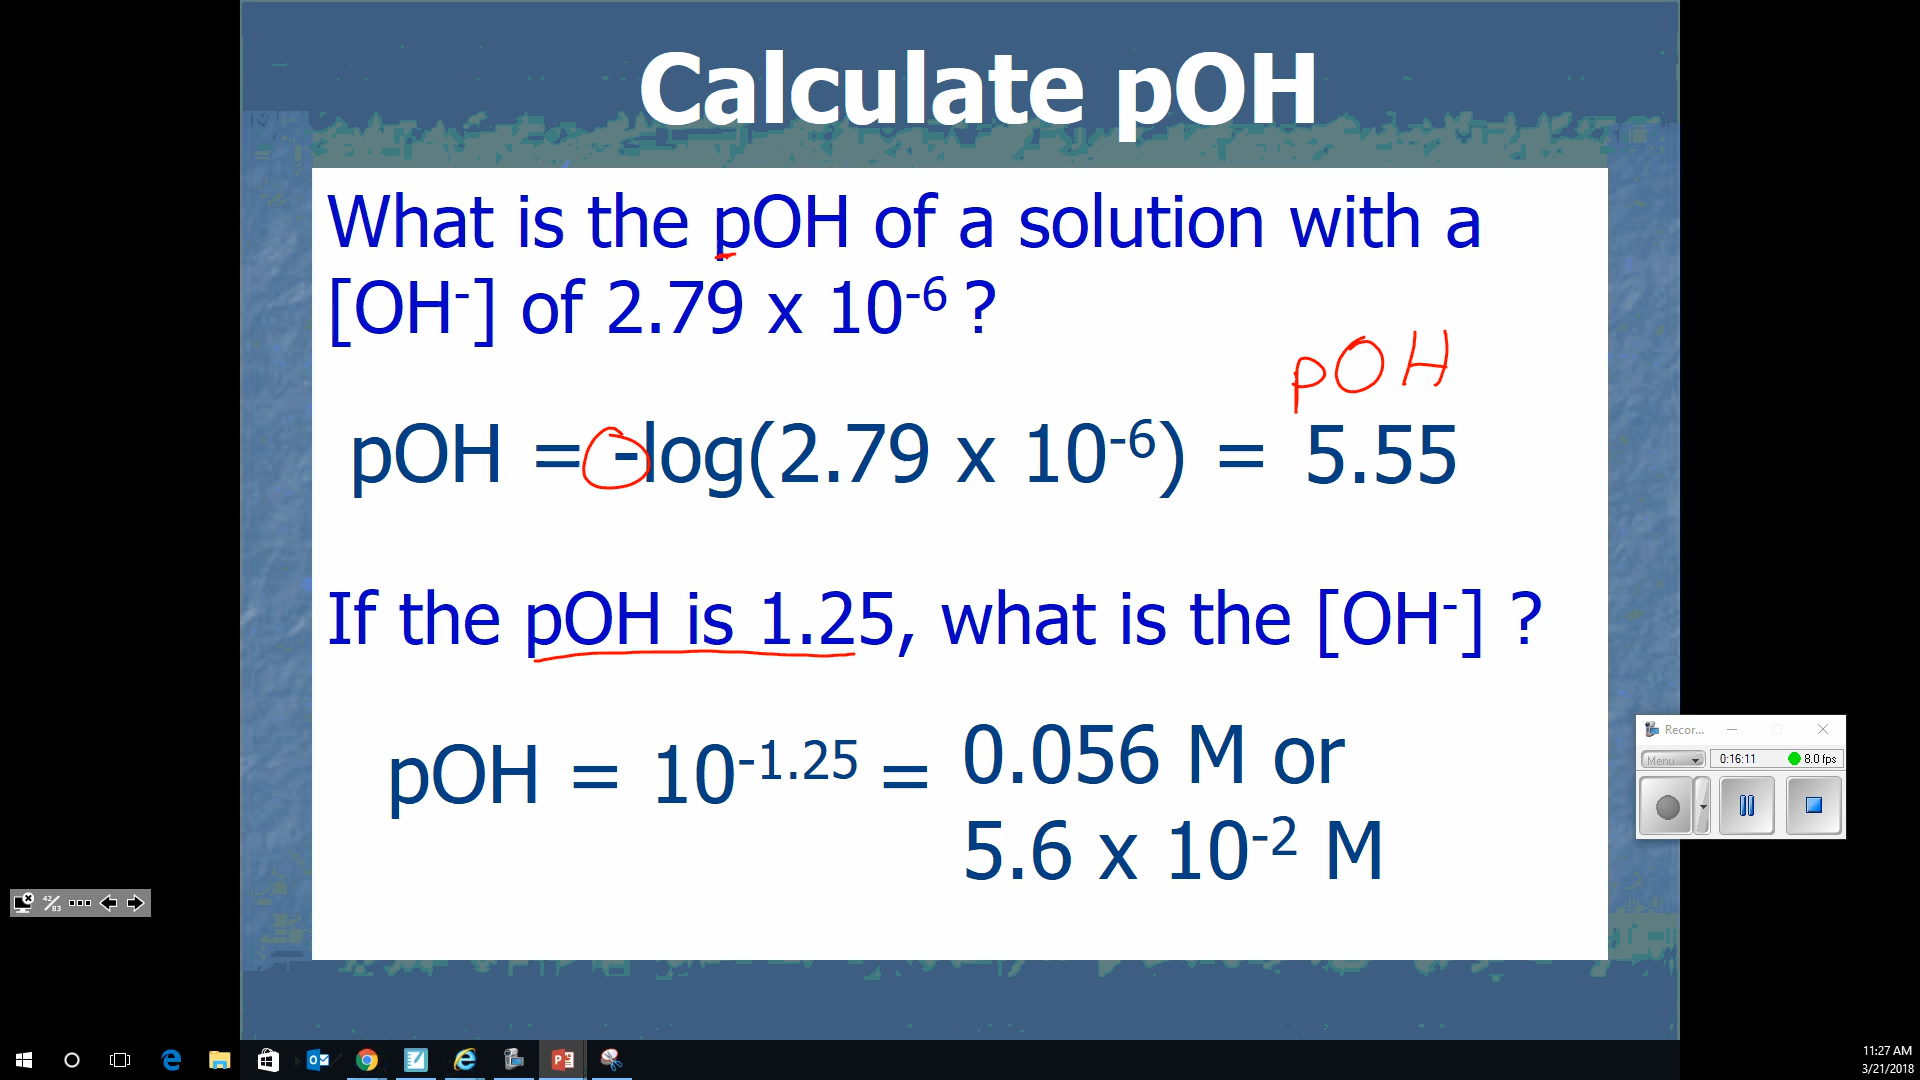 Calculate pOH
What is the pOH of a solution with a
[OH⁻] of 2.79 x 10⁻⁶ ?
pOH
pOH = -log(2.79 x 10⁻⁶) = 5.55
If the pOH is 1.25, what is the [OH⁻] ?
pOH = 10⁻¹·²⁵ = 0.056 M or
5.6 x 10⁻² M
Recor...
Menu
0:16:11
8.0 fps
42/83
11:27 AM
3/21/2018